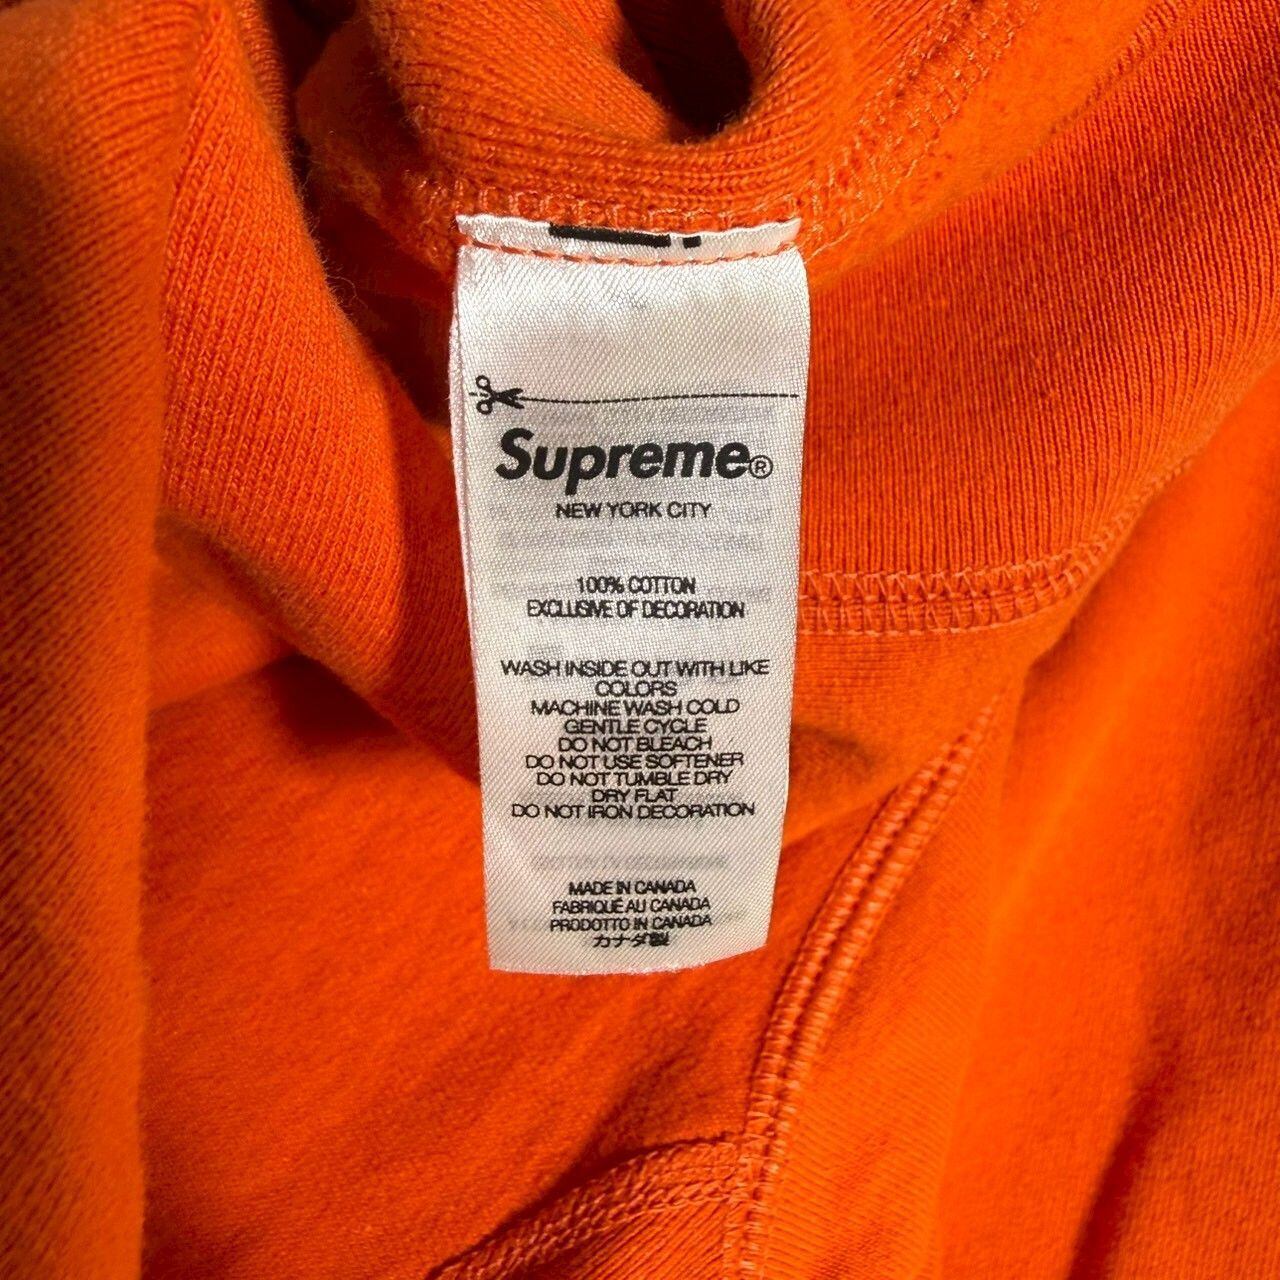 Supreme®
NEW YORK CITY
100% COTTON
EXCLUSIVE OF DECORATION
WASH INSIDE OUT WITH LIKE
COLORS
MACHINE WASH COLD
GENTLE CYCLE
DO NOT BLEACH
DO NOT USE SOFTENER
DO NOT TUMBLE DRY
DRY FLAT
DO NOT IRON DECORATION
MADE IN CANADA
FABRIQUÉ AU CANADA
PRODOTTO IN CANADA
カナダ製